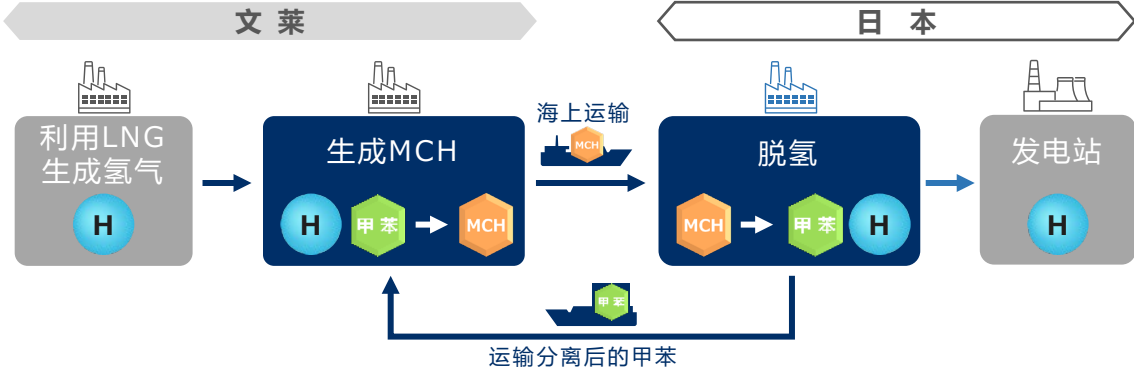 文 莱
日 本
利用LNG
生成氢气
H
生成MCH
H
甲 苯
MCH
海上运输
MCH
脱氢
MCH
甲 苯
H
发电站
H
甲 苯
运输分离后的甲苯